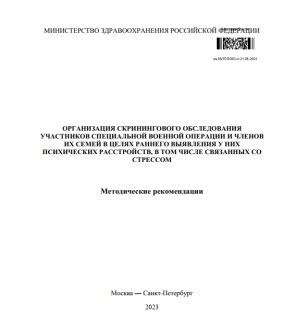 МИНИСТЕРСТВО ЗДРАВООХРАНЕНИЯ РОССИЙСКОЙ ФЕДЕРАЦИИ
ОРГАНИЗАЦИЯ СКРИНИНГОВОГО ОБСЛЕДОВАНИЯ
УЧАСТНИКОВ СПЕЦИАЛЬНОЙ ВОЕННОЙ ОПЕРАЦИИ И ЧЛЕНОВ
ИХ СЕМЕЙ В ЦЕЛЯХ РАННЕГО ВЫЯВЛЕНИЯ У НИХ
ПСИХИЧЕСКИХ РАССТРОЙСТВ, В ТОМ ЧИСЛЕ СВЯЗАННЫХ СО
СТРЕССОМ
Методические рекомендации
Москва — Санкт-Петербург
2023